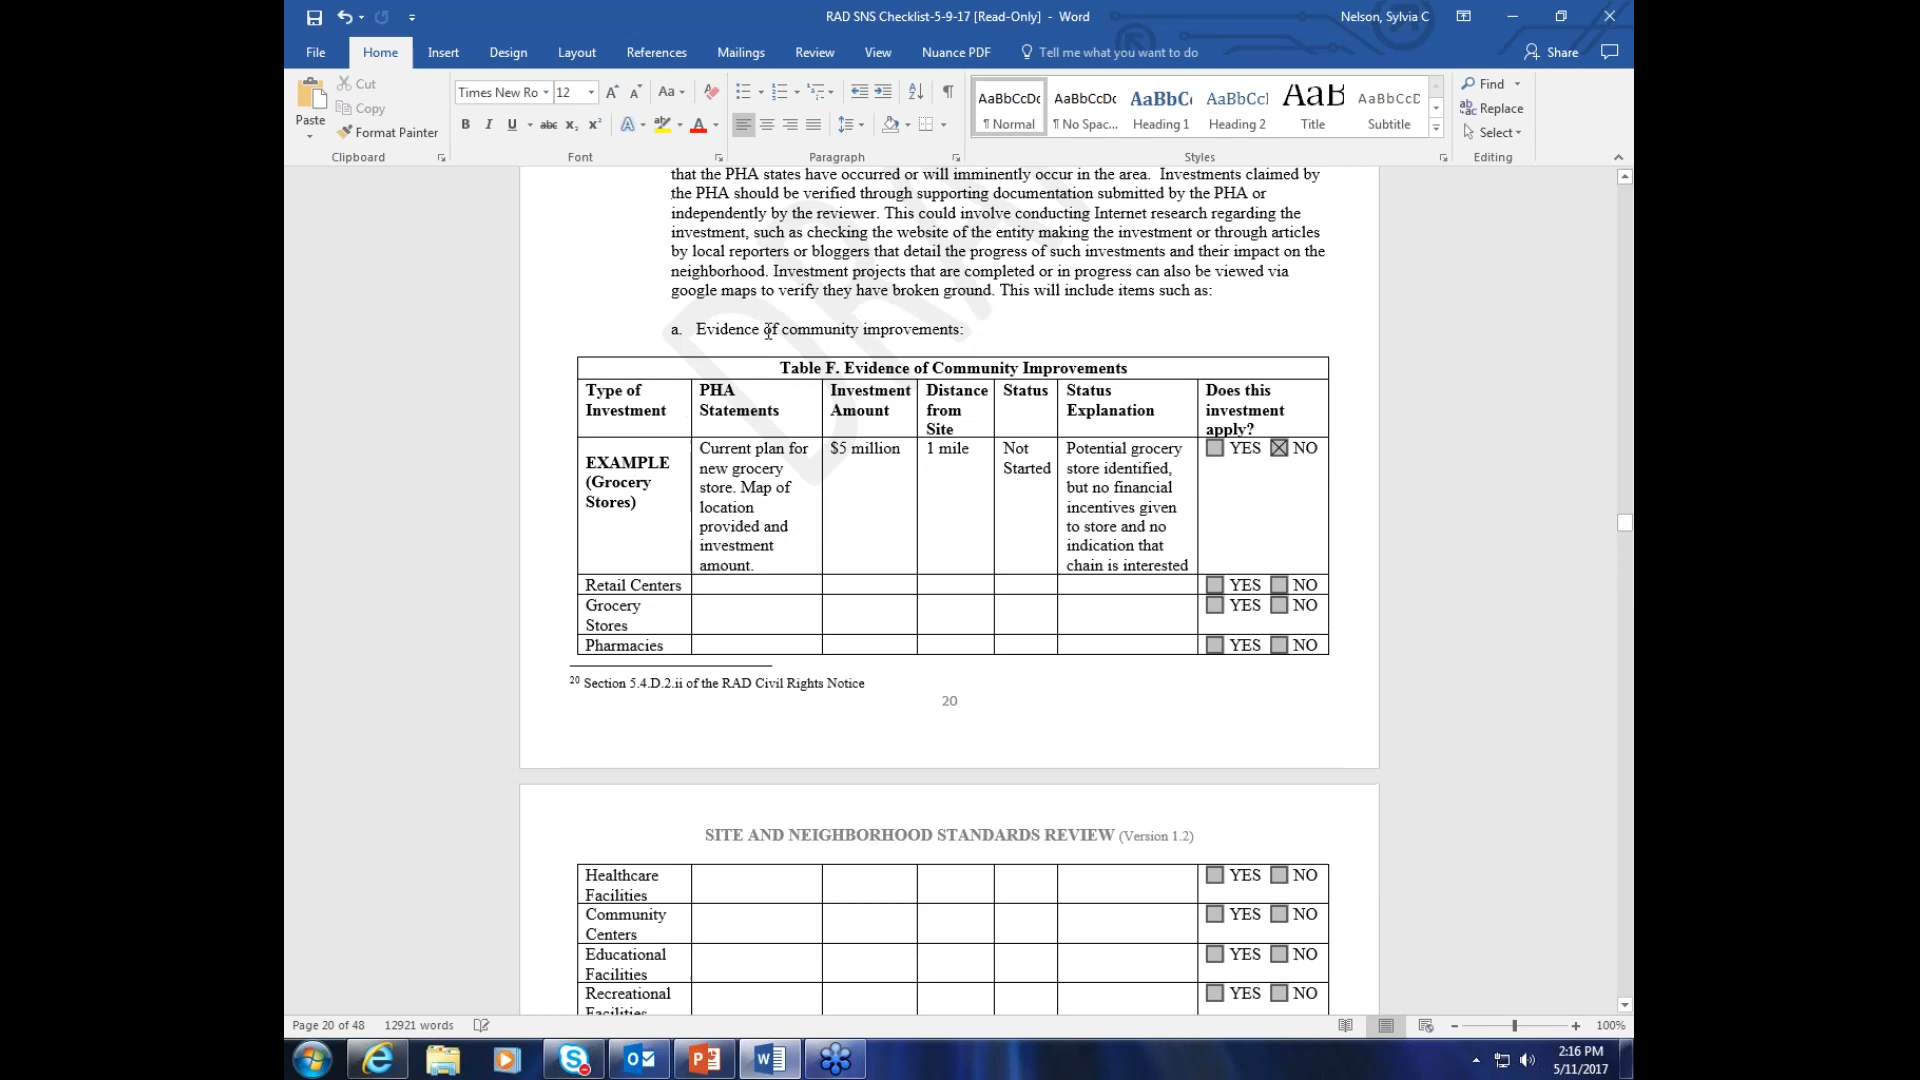 RAD SNS Checklist-5-9-17 [Read-Only] - Word
Nelson, Sylvia C
File Home Insert Design Layout References Mailings Review View Nuance PDF Tell me what you want to do Share
Paste
Cut
Copy
Format Painter
Clipboard
Times New Ro 12
Font
Paragraph
AaBbCcDc AaBbCcDc AaBbC AaBbCcl AaB AaBbCcD
¶ Normal ¶ No Spac... Heading 1 Heading 2 Title Subtitle
Styles
Find
Replace
Select
Editing
that the PHA states have occurred or will imminently occur in the area. Investments claimed by
the PHA should be verified through supporting documentation submitted by the PHA or
independently by the reviewer. This could involve conducting Internet research regarding the
investment, such as checking the website of the entity making the investment or through articles
by local reporters or bloggers that detail the progress of such investments and their impact on the
neighborhood. Investment projects that are completed or in progress can also be viewed via
google maps to verify they have broken ground. This will include items such as:
a. Evidence of community improvements:
Table F. Evidence of Community Improvements
Type of Investment PHA Statements Investment Amount Distance from Site Status Status Explanation Does this investment apply?
EXAMPLE (Grocery Stores) Current plan for new grocery store. Map of location provided and investment amount. $5 million 1 mile Not Started Potential grocery store identified, but no financial incentives given to store and no indication that chain is interested YES NO
Retail Centers YES NO
Grocery Stores YES NO
Pharmacies YES NO
20 Section 5.4.D.2.ii of the RAD Civil Rights Notice
20
SITE AND NEIGHBORHOOD STANDARDS REVIEW (Version 1.2)
Healthcare Facilities YES NO
Community Centers YES NO
Educational Facilities YES NO
Recreational Facilities YES NO
DRAFT
Page 20 of 48 12921 words
100%
2:16 PM
5/11/2017